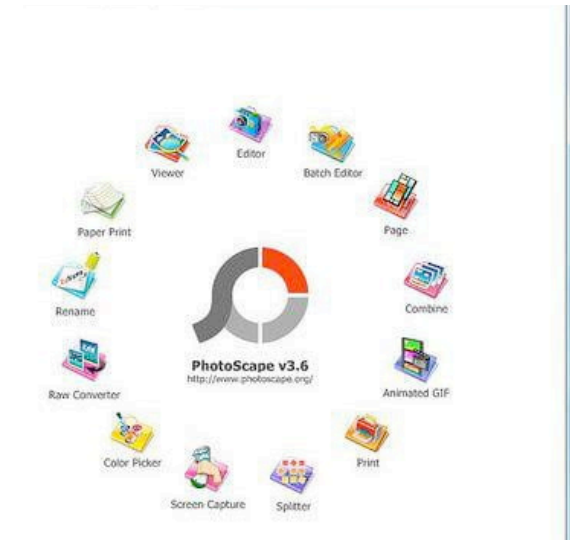 Editor
Viewer
Batch Editor
Paper Print
Page
Rename
Combine
PhotoScape v3.6
http://www.photoscape.org/
Raw Converter
Animated GIF
Color Picker
Print
Screen Capture
Splitter